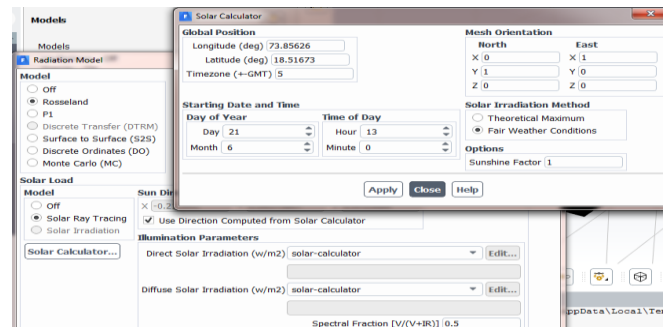 Models
Models
Solar Calculator
Global Position
Longitude (deg) 73.85626
Latitude (deg) 18.51673
Timezone (+-GMT) 5
Mesh Orientation
North East
X 0 X 1
Y 1 Y 0
Z 0 Z 0
Starting Date and Time
Day of Year Time of Day
Day 21 Hour 13
Month 6 Minute 0
Solar Irradiation Method
Theoretical Maximum
Fair Weather Conditions
Options
Sunshine Factor 1
Apply Close Help
Radiation Model
Model
Off
Rosseland
P1
Discrete Transfer (DTRM)
Surface to Surface (S2S)
Discrete Ordinates (DO)
Monte Carlo (MC)
Solar Load
Model
Off
Solar Ray Tracing
Solar Irradiation
Solar Calculator...
Sun Dir
X -0.2
Use Direction Computed from Solar Calculator
Illumination Parameters
Direct Solar Irradiation (w/m2) solar-calculator Edit...
Diffuse Solar Irradiation (w/m2) solar-calculator Edit...
Spectral Fraction [V/(V+IR)] 0.5
ppData\Local\Te